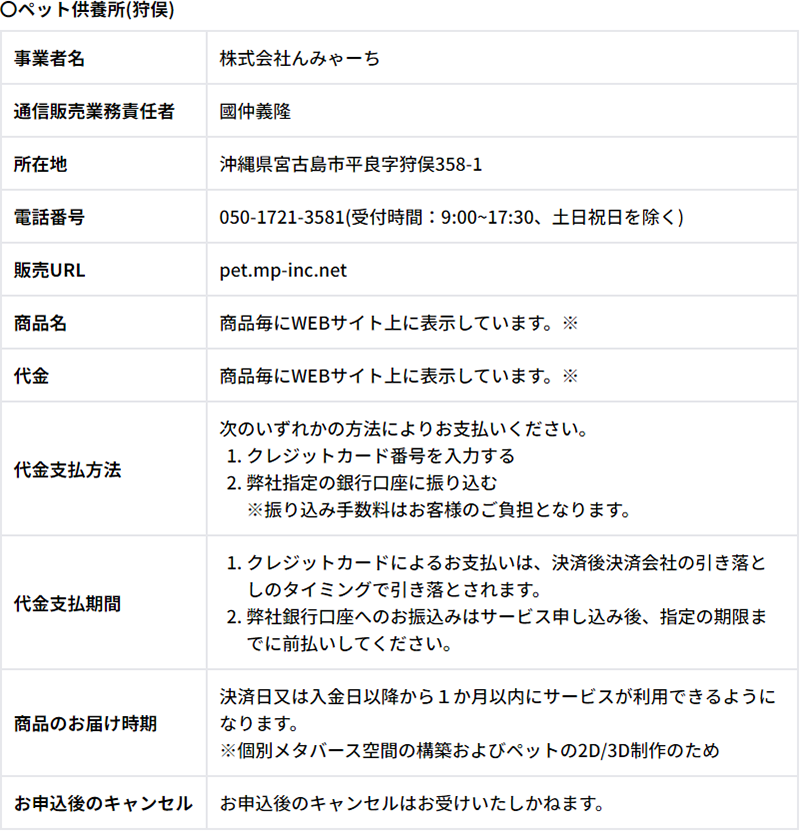 〇ペット供養所(狩俣)
事業者名
株式会社んみゃーち
通信販売業務責任者
國仲義隆
所在地
沖縄県宮古島市平良字狩俣358-1
電話番号
050-1721-3581(受付時間：9:00~17:30、土日祝日を除く)
販売URL
pet.mp-inc.net
商品名
商品毎にWEBサイト上に表示しています。※
代金
商品毎にWEBサイト上に表示しています。※
代金支払方法
次のいずれかの方法によりお支払いください。
1. クレジットカード番号を入力する
2. 弊社指定の銀行口座に振り込む
※振り込み手数料はお客様のご負担となります。
代金支払期間
1. クレジットカードによるお支払いは、決済後決済会社の引き落と
しのタイミングで引き落とされます。
2. 弊社銀行口座へのお振込みはサービス申し込み後、指定の期限ま
でに前払いしてください。
商品のお届け時期
決済日又は入金日以降から１か月以内にサービスが利用できるように
なります。
※個別メタバース空間の構築およびペットの2D/3D制作のため
お申込後のキャンセル
お申込後のキャンセルはお受けいたしかねます。